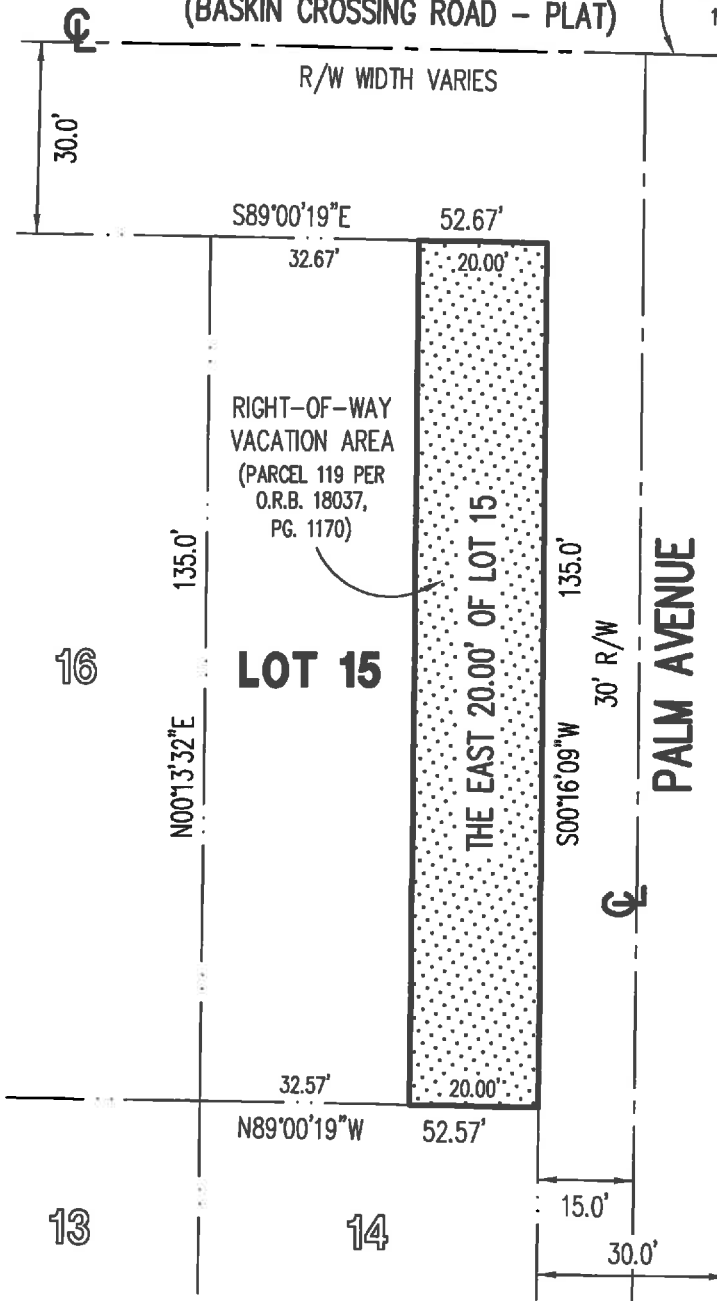 (BASKIN CROSSING ROAD – PLAT)
1
CL
R/W WIDTH VARIES
30.0'
S89°00'19"E
52.67'
32.67'
20.00'
RIGHT–OF–WAY
VACATION AREA
(PARCEL 119 PER
O.R.B. 18037,
PG. 1170)
135.0'
N00°13'32"E
16
LOT 15
THE EAST 20.00' OF LOT 15
135.0'
S00°16'09"W
30' R/W
PALM AVENUE
CL
32.57'
20.00'
N89°00'19"W
52.57'
13
14
15.0'
30.0'